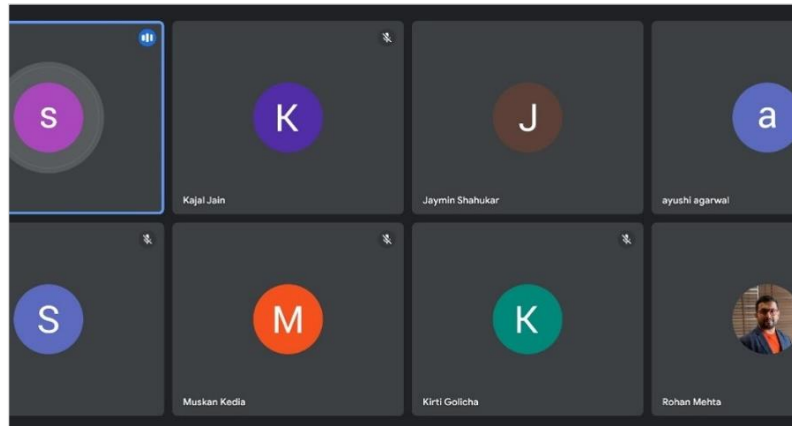 s
K
J
a
Kajal Jain
Jaymin Shahukar
ayushi agarwal
S
M
K
Muskan Kedia
Kirti Golicha
Rohan Mehta